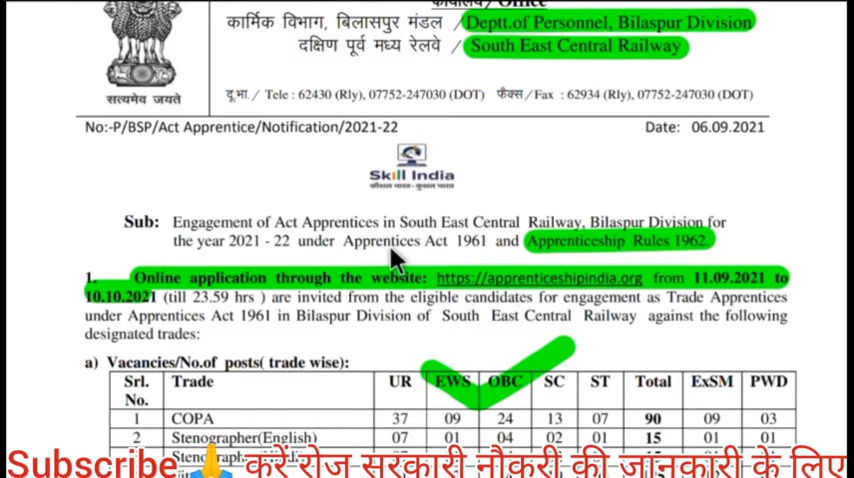 कार्यालय/ Office
कार्मिक विभाग, बिलासपुर मंडल / Deptt.of Personnel, Bilaspur Division
दक्षिण पूर्व मध्य रेलवे / South East Central Railway
सत्यमेव जयते
दू.भा./ Tele : 62430 (Rly), 07752-247030 (DOT) फैक्स/Fax : 62934 (Rly), 07752-247030 (DOT)
No:-P/BSP/Act Apprentice/Notification/2021-22 Date: 06.09.2021
Skill India
कौशल भारत-कुशल भारत
Sub: Engagement of Act Apprentices in South East Central Railway, Bilaspur Division for
the year 2021 - 22 under Apprentices Act 1961 and Apprenticeship Rules 1962.
1. Online application through the website: https://apprenticeshipindia.org from 11.09.2021 to
10.10.2021 (till 23.59 hrs ) are invited from the eligible candidates for engagement as Trade Apprentices
under Apprentices Act 1961 in Bilaspur Division of South East Central Railway against the following
designated trades:
a) Vacancies/No.of posts( trade wise):
Srl. No. Trade UR EWS OBC SC ST Total ExSM PWD
1 COPA 37 09 24 13 07 90 09 03
2 Stenographer(English) 07 01 04 02 01 15 01 01
Subscribe 🙏 करें रोज सरकारी नौकरी की जानकारी के लिए